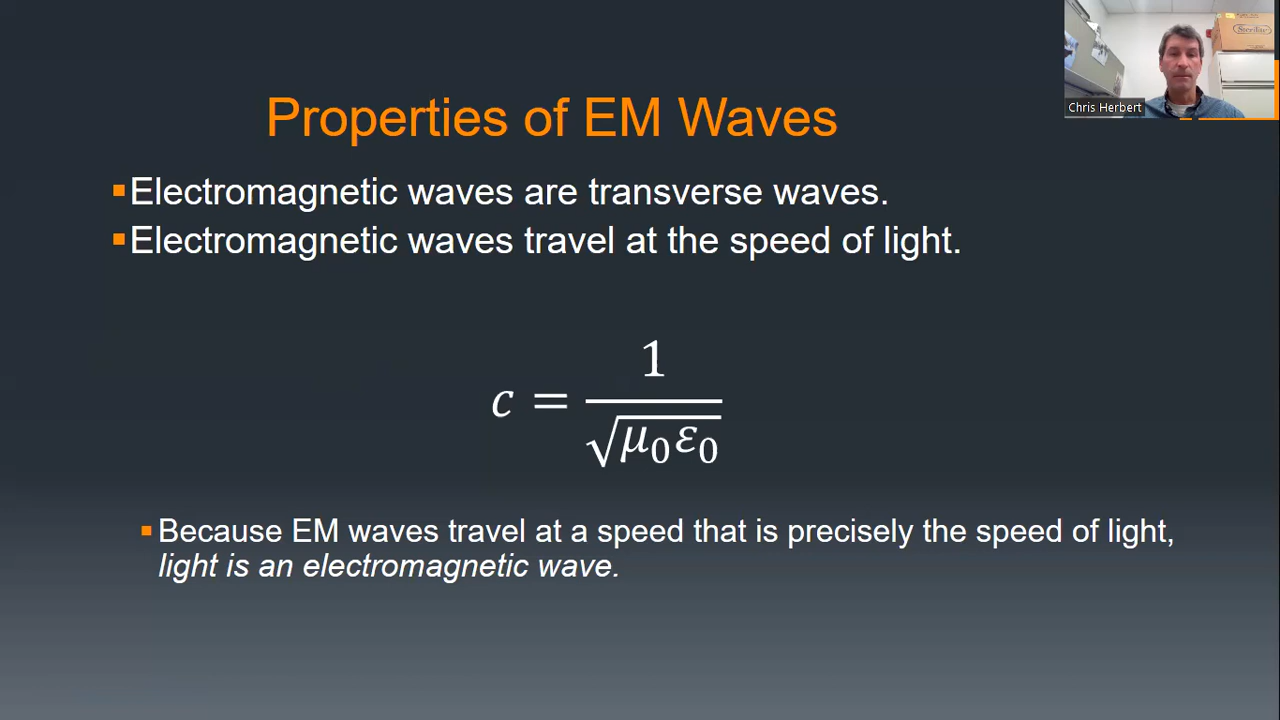 Properties of EM Waves
Chris Herbert
Sterilite
▪Electromagnetic waves are transverse waves.
▪Electromagnetic waves travel at the speed of light.
c = 1/√μ₀ε₀
▪Because EM waves travel at a speed that is precisely the speed of light,
light is an electromagnetic wave.